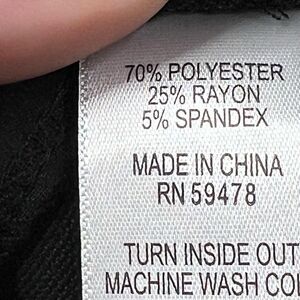 70% POLYESTER
25% RAYON
5% SPANDEX
MADE IN CHINA
RN 59478
TURN INSIDE OUT
MACHINE WASH